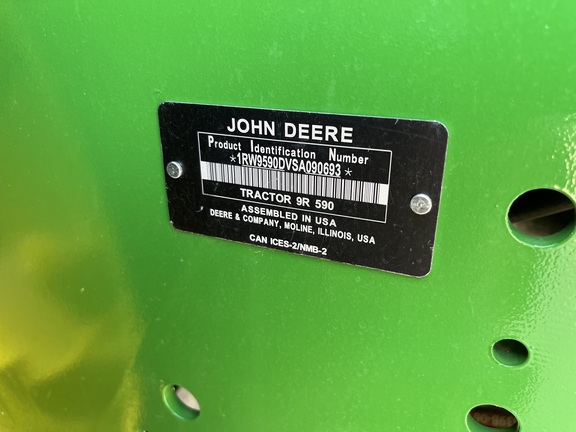 JOHN DEERE
Product Identification Number
*1RW9590DVSA090693*
TRACTOR 9R 590
ASSEMBLED IN USA
DEERE & COMPANY, MOLINE, ILLINOIS, USA
CAN ICES-2/NMB-2